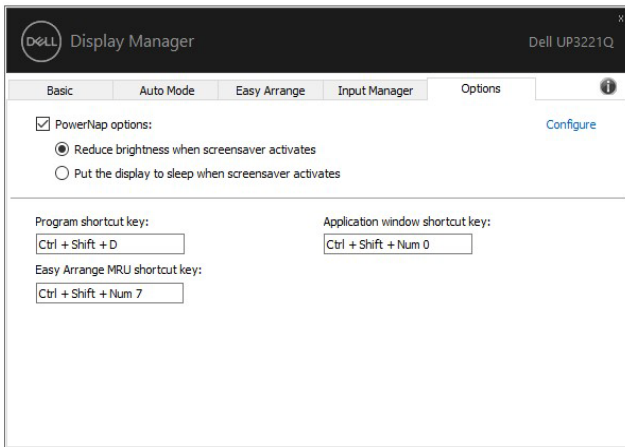 x
DELL Display Manager Dell UP3221Q
Basic Auto Mode Easy Arrange Input Manager Options i
PowerNap options: Configure
Reduce brightness when screensaver activates
Put the display to sleep when screensaver activates
Program shortcut key: Application window shortcut key:
Ctrl + Shift + D Ctrl + Shift + Num 0
Easy Arrange MRU shortcut key:
Ctrl + Shift + Num 7